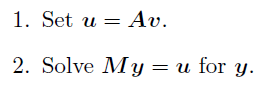 1. Set u = Av.
2. Solve My = u for y.